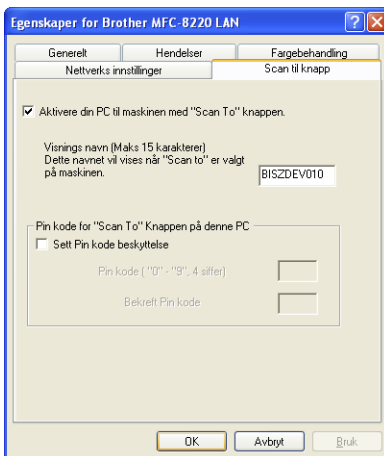 Egenskaper for Brother MFC-8220 LAN
Generelt Hendelser Fargebehandling
Nettverks innstillinger Scan til knapp
Aktivere din PC til maskinen med "Scan To" knappen.
Visnings navn (Maks 15 karakterer)
Dette navnet vil vises når "Scan to" er valgt
på maskinen.
BISZDEV010
Pin kode for "Scan To" Knappen på denne PC
Sett Pin kode beskyttelse
Pin kode ( "0" - "9", 4 siffer)
Bekreft Pin kode
OK Avbryt Bruk